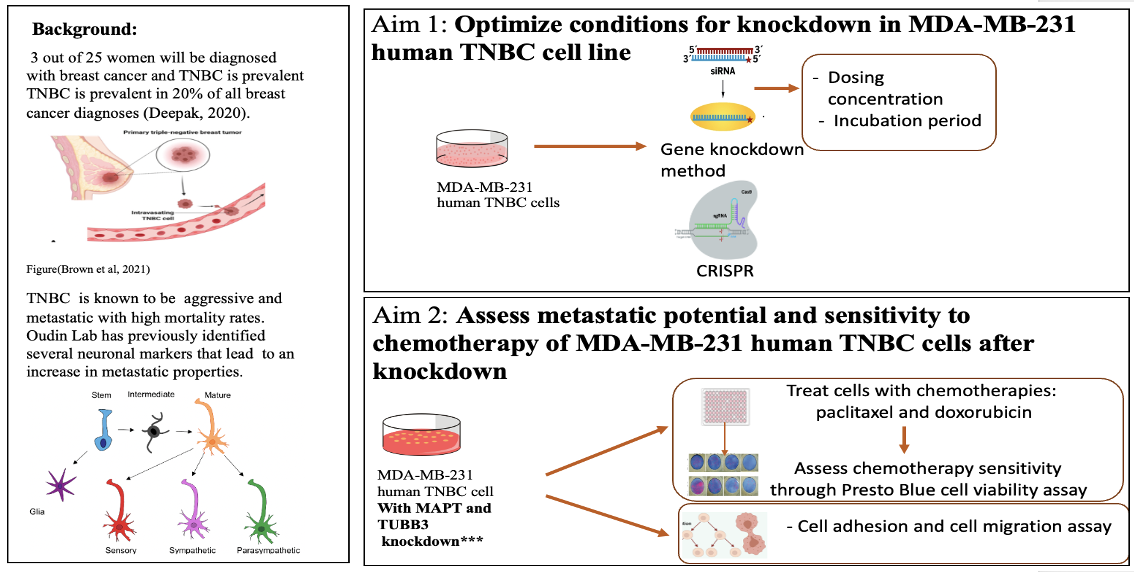 Background:
3 out of 25 women will be diagnosed
with breast cancer and TNBC is prevalent
TNBC is prevalent in 20% of all breast
cancer diagnoses (Deepak, 2020).
Primary triple-negative breast tumor
Intravasating
TNBC cell
Figure(Brown et al, 2021)
TNBC is known to be aggressive and
metastatic with high mortality rates.
Oudin Lab has previously identified
several neuronal markers that lead to an
increase in metastatic properties.
Stem
Intermediate
Mature
Glia
Sensory
Sympathetic
Parasympathetic
Aim 1: Optimize conditions for knockdown in MDA-MB-231
human TNBC cell line
5′ 3′
3′ 5′
siRNA
- Dosing
concentration
- Incubation period
MDA-MB-231
human TNBC cells
Gene knockdown
method
Cas9
sgRNA
CRISPR
Aim 2: Assess metastatic potential and sensitivity to
chemotherapy of MDA-MB-231 human TNBC cells after
knockdown
MDA-MB-231
human TNBC cell
With MAPT and
TUBB3
knockdown***
Treat cells with chemotherapies:
paclitaxel and doxorubicin
Assess chemotherapy sensitivity
through Presto Blue cell viability assay
- Cell adhesion and cell migration assay